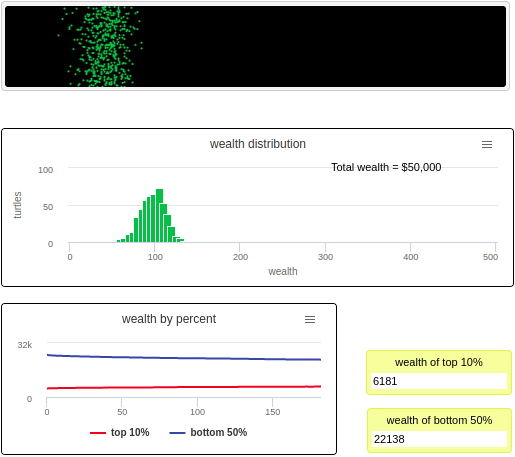 wealth distribution
Total wealth = $50,000
100
50
0
turtles
0 100 200 300 400 500
wealth
wealth by percent
32k
0
0 50 100 150
top 10% bottom 50%
wealth of top 10%
6181
wealth of bottom 50%
22138